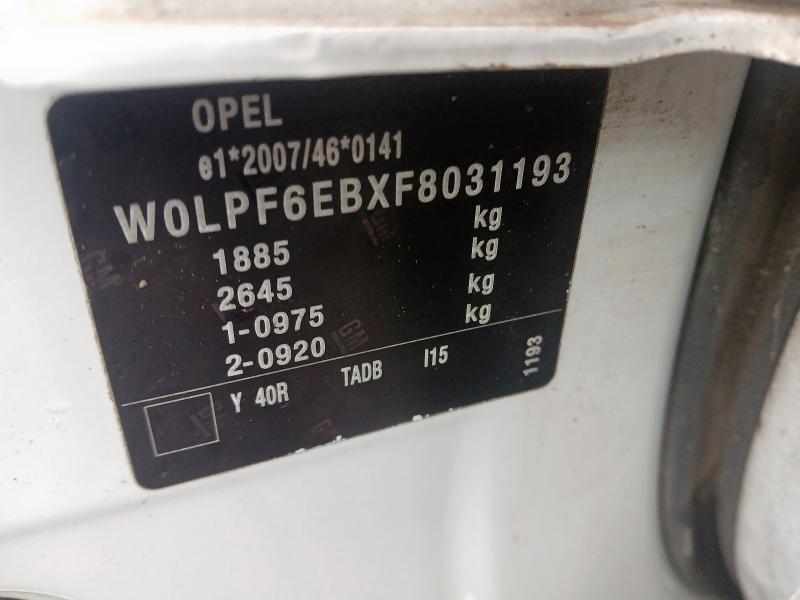 OPEL
e1*2007/46*0141
W0LPF6EBXF8031193
1885 kg
2645 kg
1-0975 kg
2-0920 kg
Y 40R TADB I15 1193